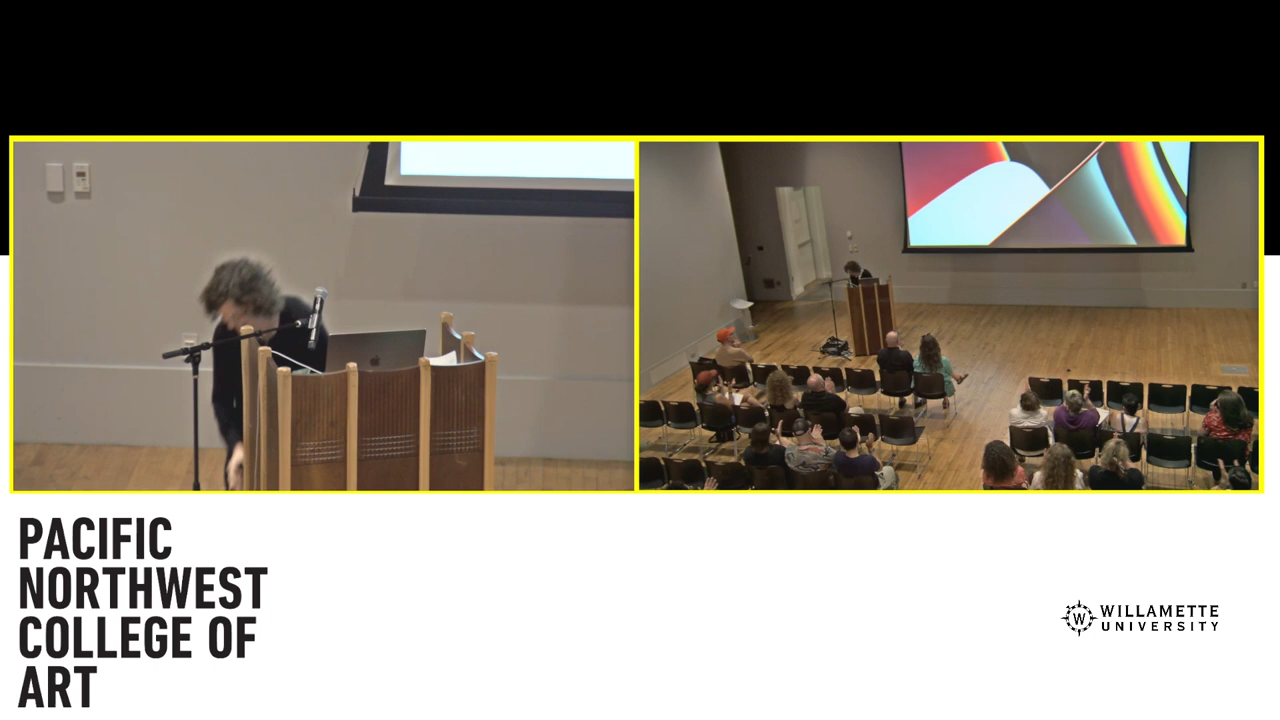 PACIFIC
NORTHWEST
COLLEGE OF
ART
W WILLAMETTE
UNIVERSITY